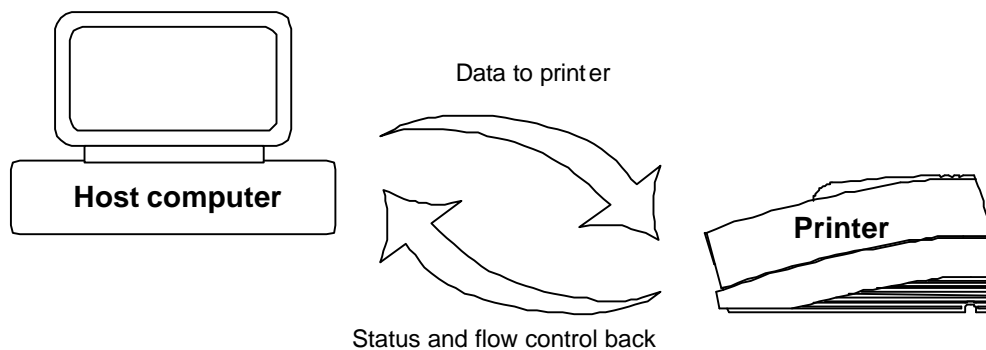 Data to printer
Host computer
Printer
Status and flow control back